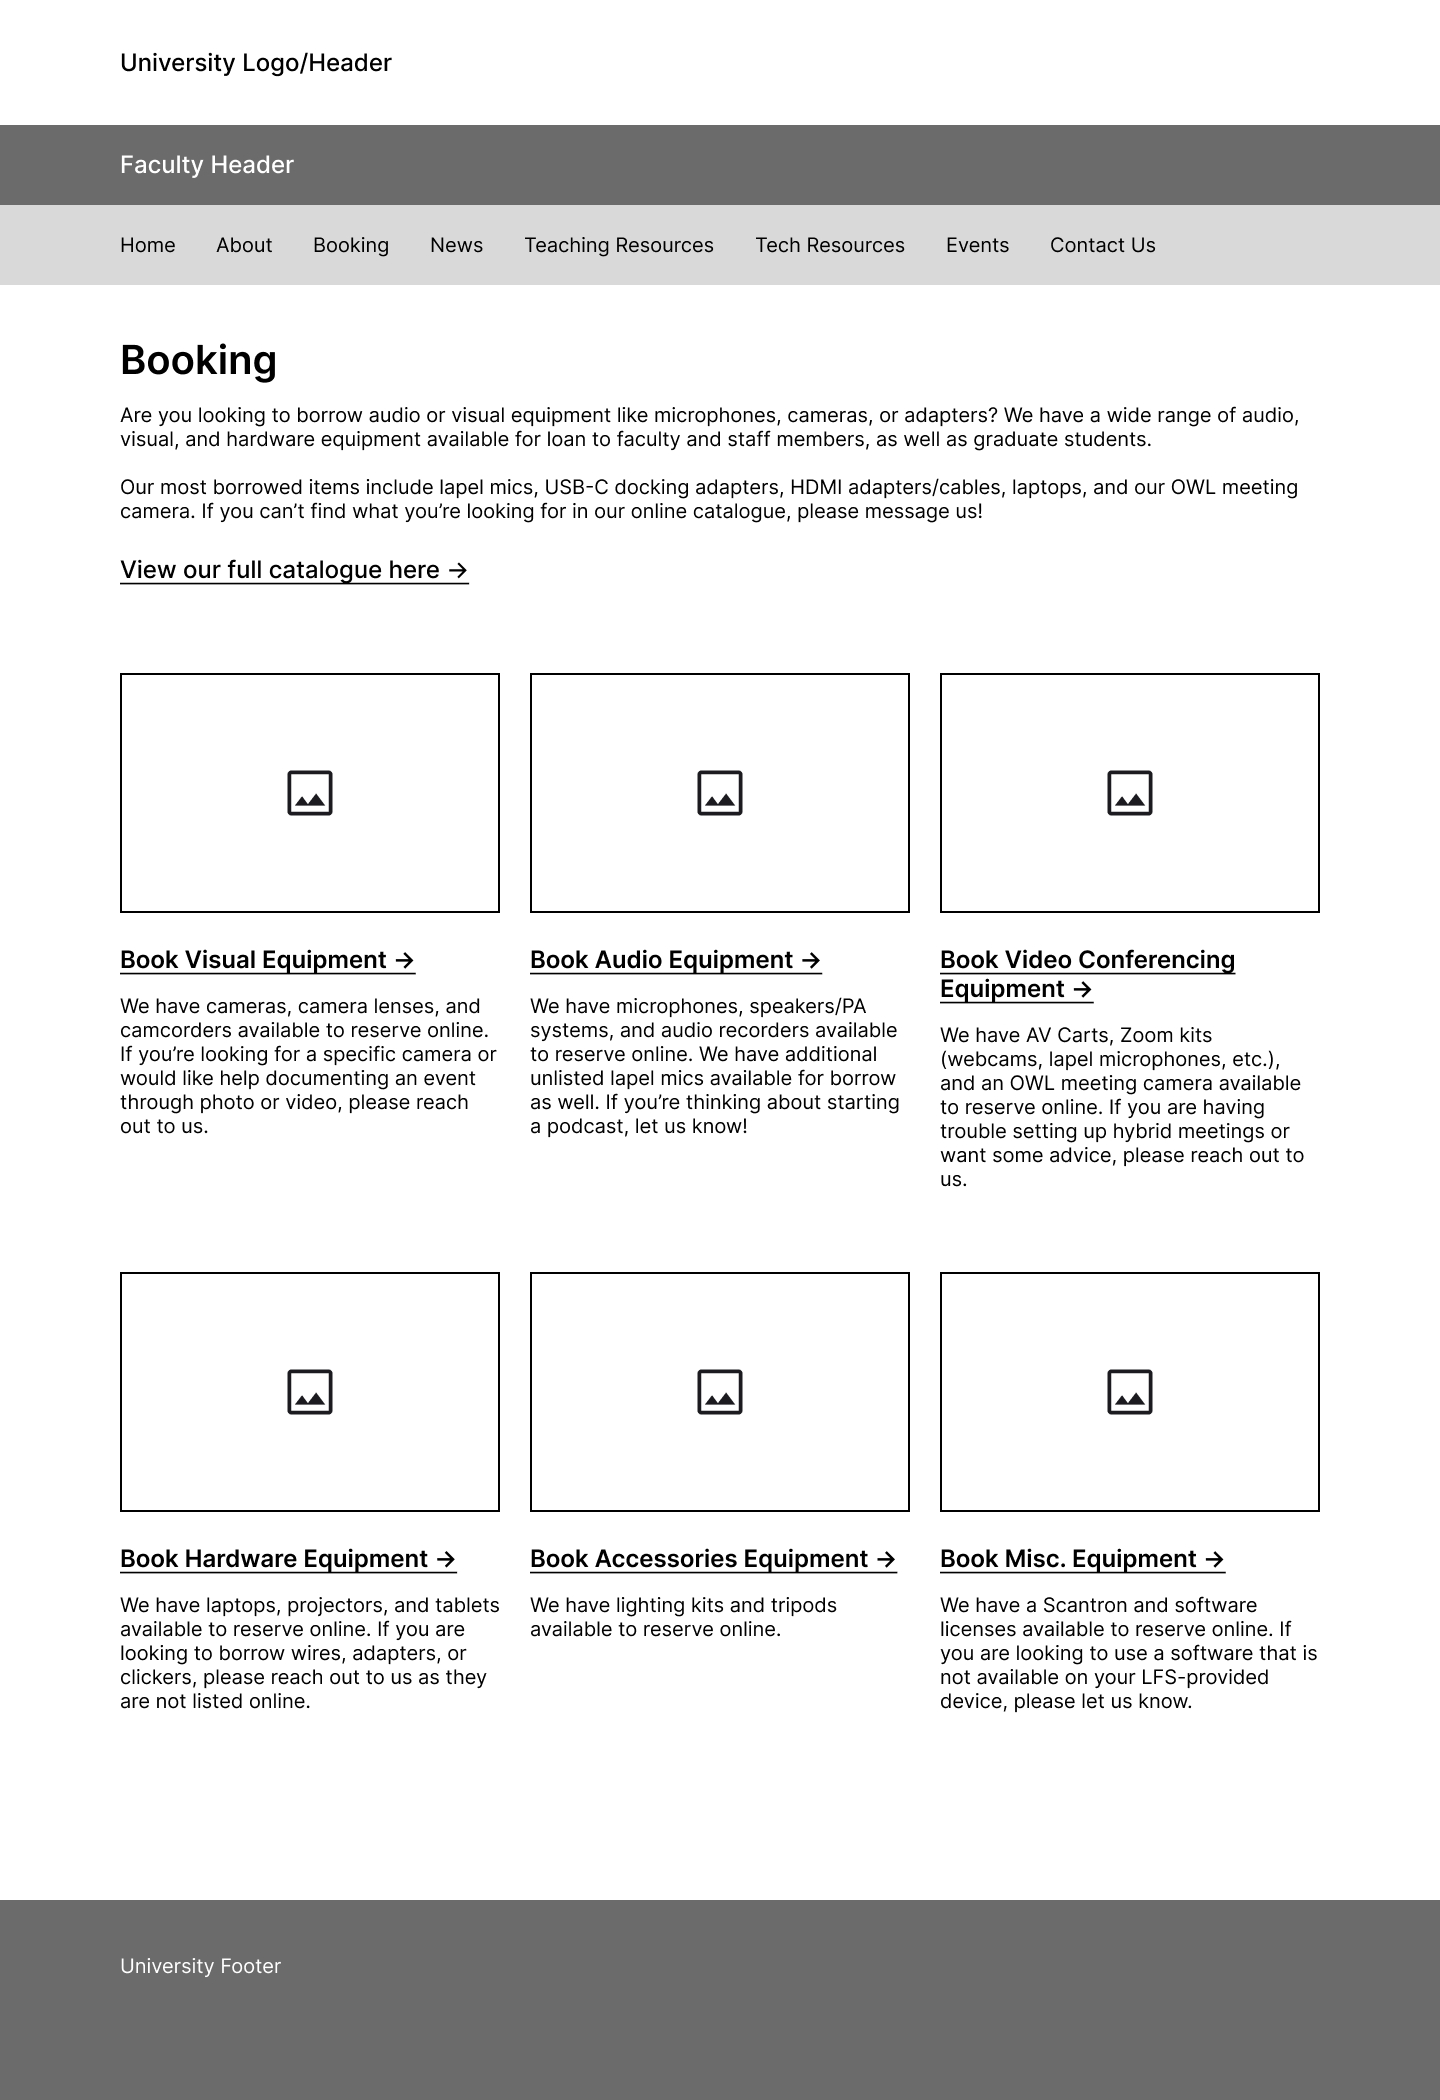 University Logo/Header
Faculty Header
Home About Booking News Teaching Resources Tech Resources Events Contact Us
Booking
Are you looking to borrow audio or visual equipment like microphones, cameras, or adapters? We have a wide range of audio,
visual, and hardware equipment available for loan to faculty and staff members, as well as graduate students.
Our most borrowed items include lapel mics, USB-C docking adapters, HDMI adapters/cables, laptops, and our OWL meeting
camera. If you can’t find what you’re looking for in our online catalogue, please message us!
View our full catalogue here →
Book Visual Equipment →
We have cameras, camera lenses, and
camcorders available to reserve online.
If you’re looking for a specific camera or
would like help documenting an event
through photo or video, please reach
out to us.
Book Audio Equipment →
We have microphones, speakers/PA
systems, and audio recorders available
to reserve online. We have additional
unlisted lapel mics available for borrow
as well. If you’re thinking about starting
a podcast, let us know!
Book Video Conferencing
Equipment →
We have AV Carts, Zoom kits
(webcams, lapel microphones, etc.),
and an OWL meeting camera available
to reserve online. If you are having
trouble setting up hybrid meetings or
want some advice, please reach out to
us.
Book Hardware Equipment →
We have laptops, projectors, and tablets
available to reserve online. If you are
looking to borrow wires, adapters, or
clickers, please reach out to us as they
are not listed online.
Book Accessories Equipment →
We have lighting kits and tripods
available to reserve online.
Book Misc. Equipment →
We have a Scantron and software
licenses available to reserve online. If
you are looking to use a software that is
not available on your LFS-provided
device, please let us know.
University Footer